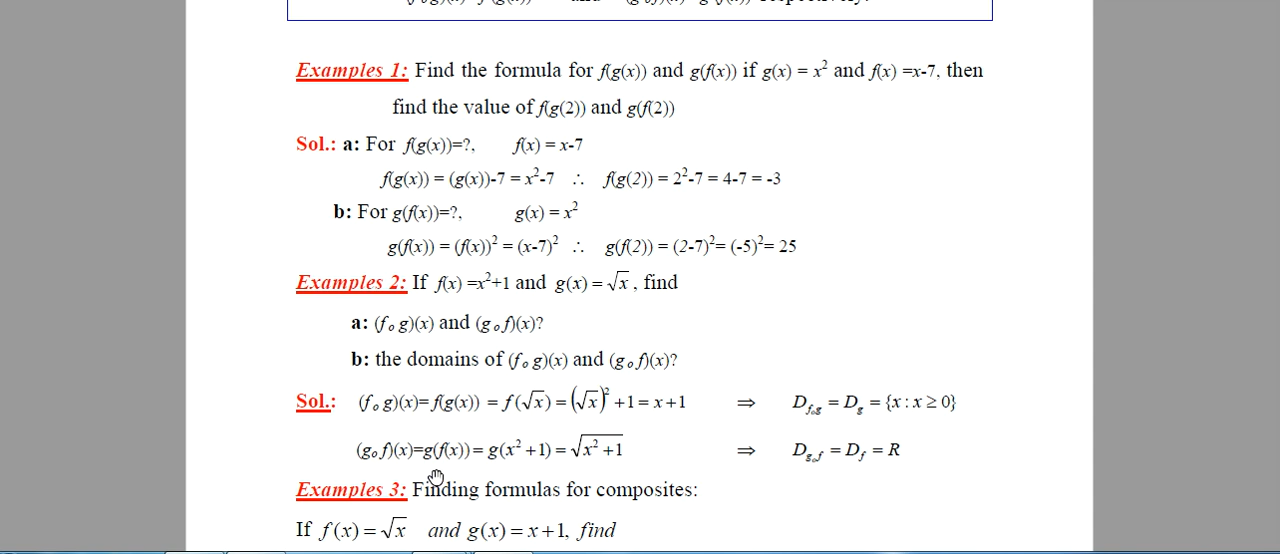 (f o g)(x)=f(g(x)) and (g o f)(x)=g(f(x)) respectively.
Examples 1: Find the formula for f(g(x)) and g(f(x)) if g(x) = x² and f(x) =x-7, then
find the value of f(g(2)) and g(f(2))
Sol.: a: For f(g(x))=?, f(x) = x-7
f(g(x)) = (g(x))-7 = x²-7 ∴ f(g(2)) = 2²-7 = 4-7 = -3
b: For g(f(x))=?, g(x) = x²
g(f(x)) = (f(x))² = (x-7)² ∴ g(f(2)) = (2-7)²= (-5)²= 25
Examples 2: If f(x) =x²+1 and g(x) = √x , find
a: (f o g)(x) and (g o f)(x)?
b: the domains of (f o g)(x) and (g o f)(x)?
Sol.: (f o g)(x)= f(g(x)) = f(√x) = (√x)² +1 = x+1 ⇒ D_{f∘g} = D_g = {x : x ≥ 0}
(g o f)(x)=g(f(x)) = g(x² +1) = √(x² +1) ⇒ D_{g∘f} = D_f = R
Examples 3: Finding formulas for composites:
If f(x) = √x and g(x) = x+1, find